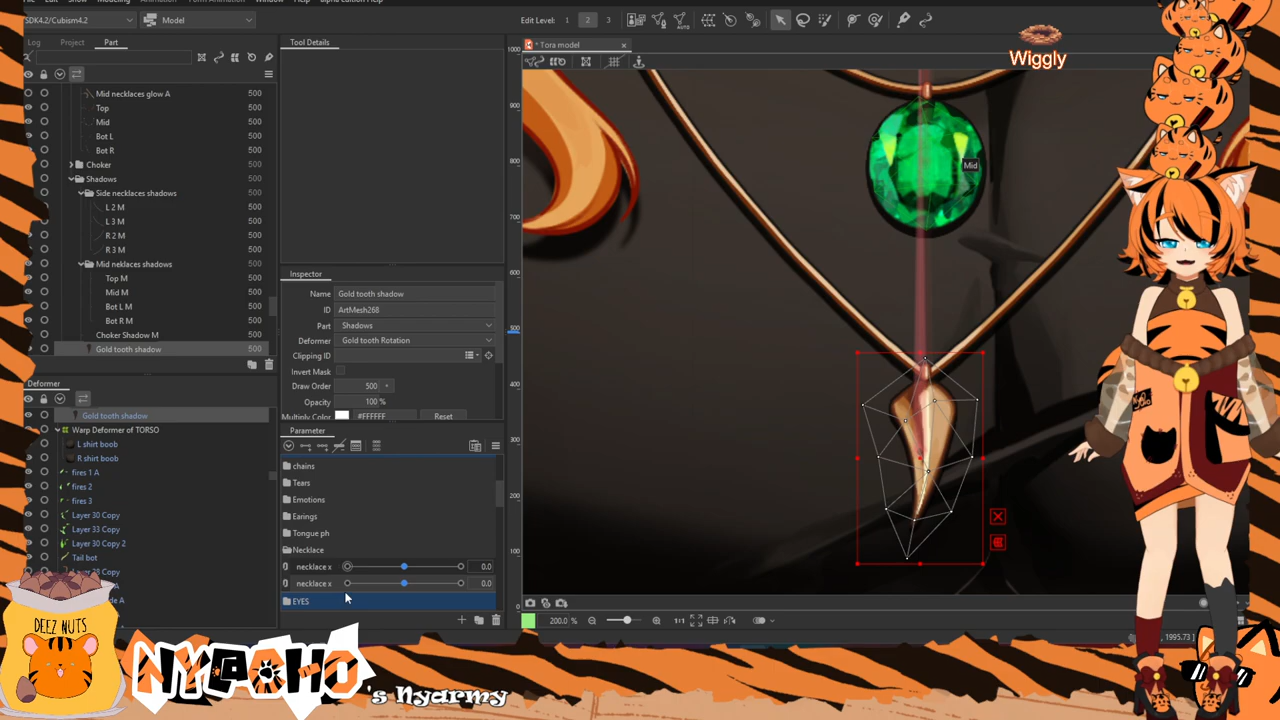 SDK4.2/Cubism4.2
Model
Edit Level: 1 2 3
Log Project Part
Tool Details
* Tora model
Wiggly
Mid necklaces glow A 500
Top 500
Mid 500
Bot L 500
Bot R 500
Choker 500
Shadows 500
Side necklaces shadows 500
L 2 M 500
L 3 M 500
R 2 M 500
R 3 M 500
Mid neklaces shadows 500
Top M 500
Mid M 500
Bot L M 500
Bot R M 500
Choker Shadow M 500
Gold tooth shadow 500
Inspector
Name Gold tooth shadow
ID ArtMesh268
Part Shadows
Deformer Gold tooth Rotation
Clipping ID
Invert Mask
Draw Order 500
Opacity 100 %
Multiply Color #FFFFFF Reset
Deformer
Gold tooth shadow
Warp Deformer of TORSO
L shirt boob
R shirt boob
fires 1 A
fires 2
fires 3
Layer 30 Copy
Layer 33 Copy
Layer 30 Copy 2
Tail bot
Parameter
chains
Tears
Emotions
Earings
Tongue ph
Necklace
necklace x 0.0
necklace x 0.0
EYES
1000
900
800
700
600
500
400
300
200
100
0
Mid
200.0 %
1:1
1995.73 ]
DEEZ NUTS
NYPAHO
's Nyarmy